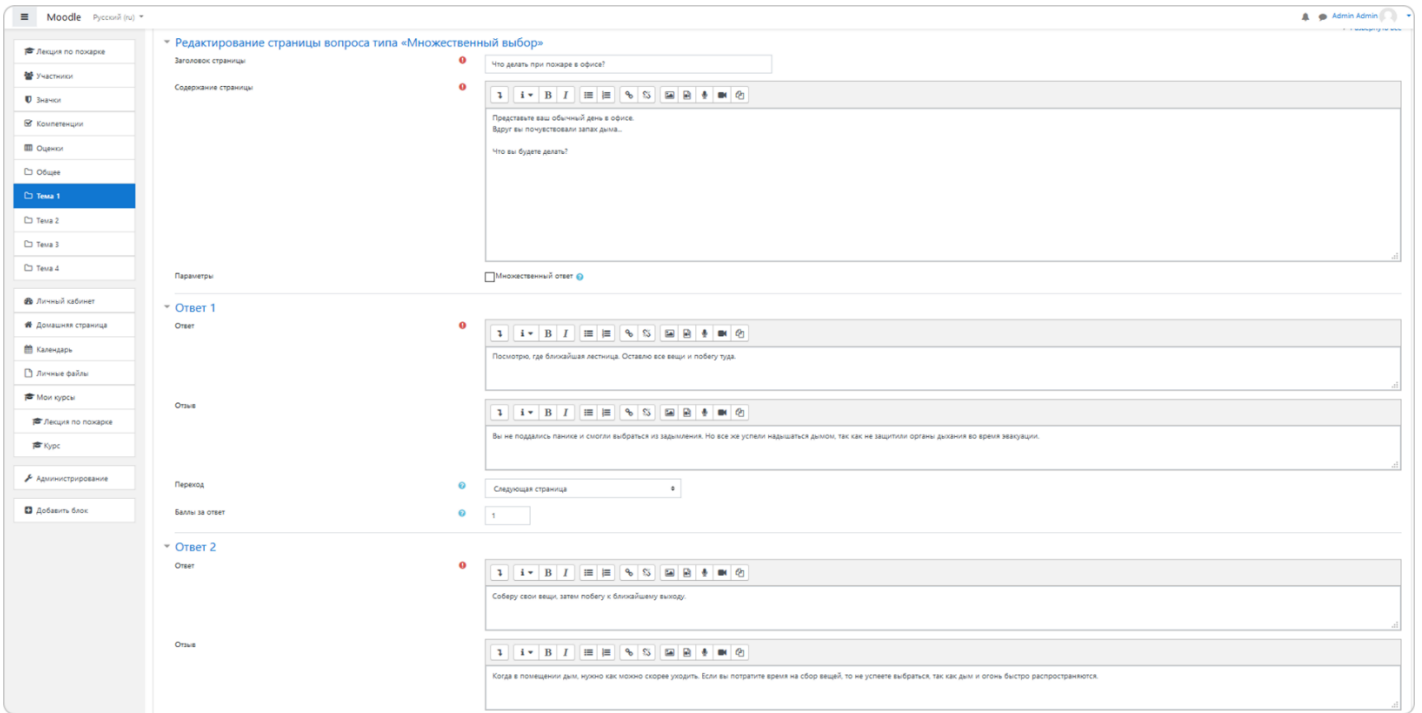 Moodle Русский (ru)
Admin Admin
Лекция по пожарке
Участники
Значки
Компетенции
Оценки
Общее
Тема 1
Тема 2
Тема 3
Тема 4
Личный кабинет
Домашняя страница
Календарь
Личные файлы
Мои курсы
Лекция по пожарке
Курс
Администрирование
Добавить блок
Редактирование страницы вопроса типа «Множественный выбор»
Заголовок страницы
Что делать при пожаре в офисе?
Содержание страницы
Представьте ваш обычный день в офисе.
Вдруг вы почувствовали запах дыма...
Что вы будете делать?
Параметры
Множественный ответ
Ответ 1
Ответ
Посмотрю, где ближайшая лестница. Оставлю все вещи и побегу туда.
Отзыв
Вы не поддались панике и смогли выбраться из задымления. Но все же успели надышаться дымом, так как не защитили органы дыхания во время эвакуации.
Переход
Следующая страница
Баллы за ответ
1
Ответ 2
Ответ
Соберу свои вещи, затем побегу к ближайшему выходу.
Отзыв
Когда в помещении дым, нужно как можно скорее уходить. Если вы потратите время на сбор вещей, то не успеете выбраться, так как дым и огонь быстро распространяются.